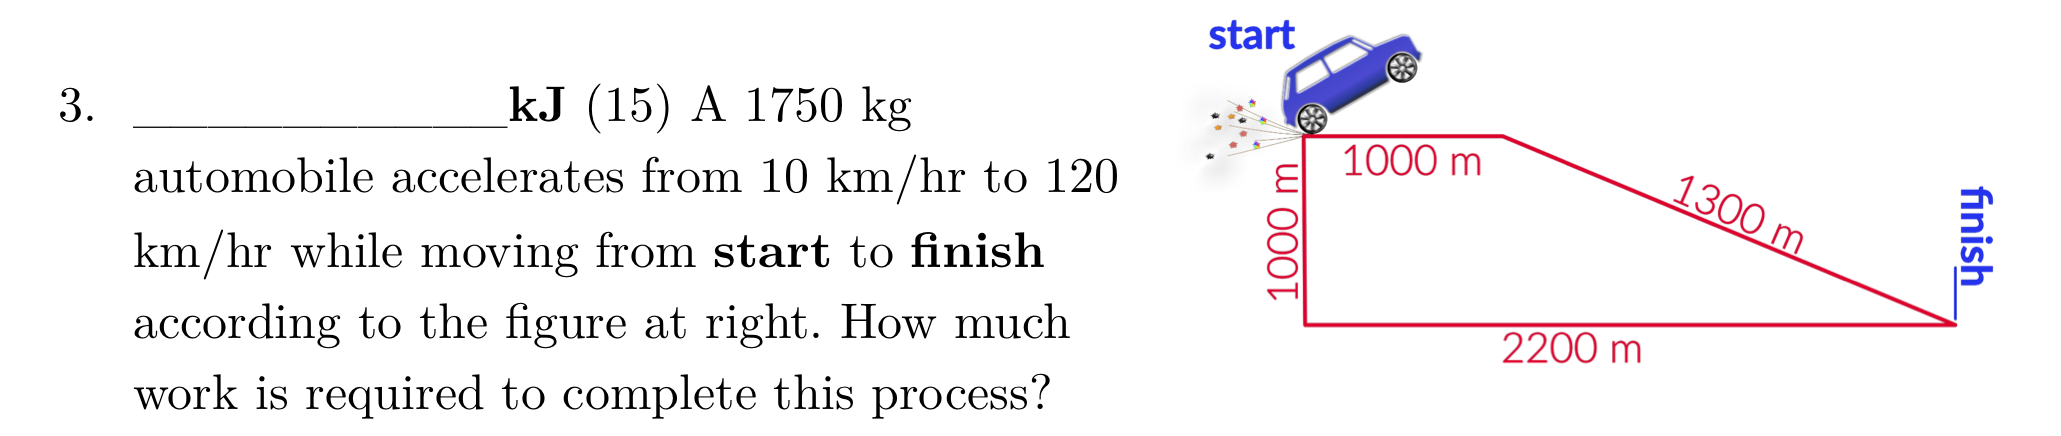 3. __________kJ (15) A 1750 kg
automobile accelerates from 10 km/hr to 120
km/hr while moving from start to finish
according to the figure at right. How much
work is required to complete this process?
start
1000 m
1000 m
1300 m
finish
2200 m